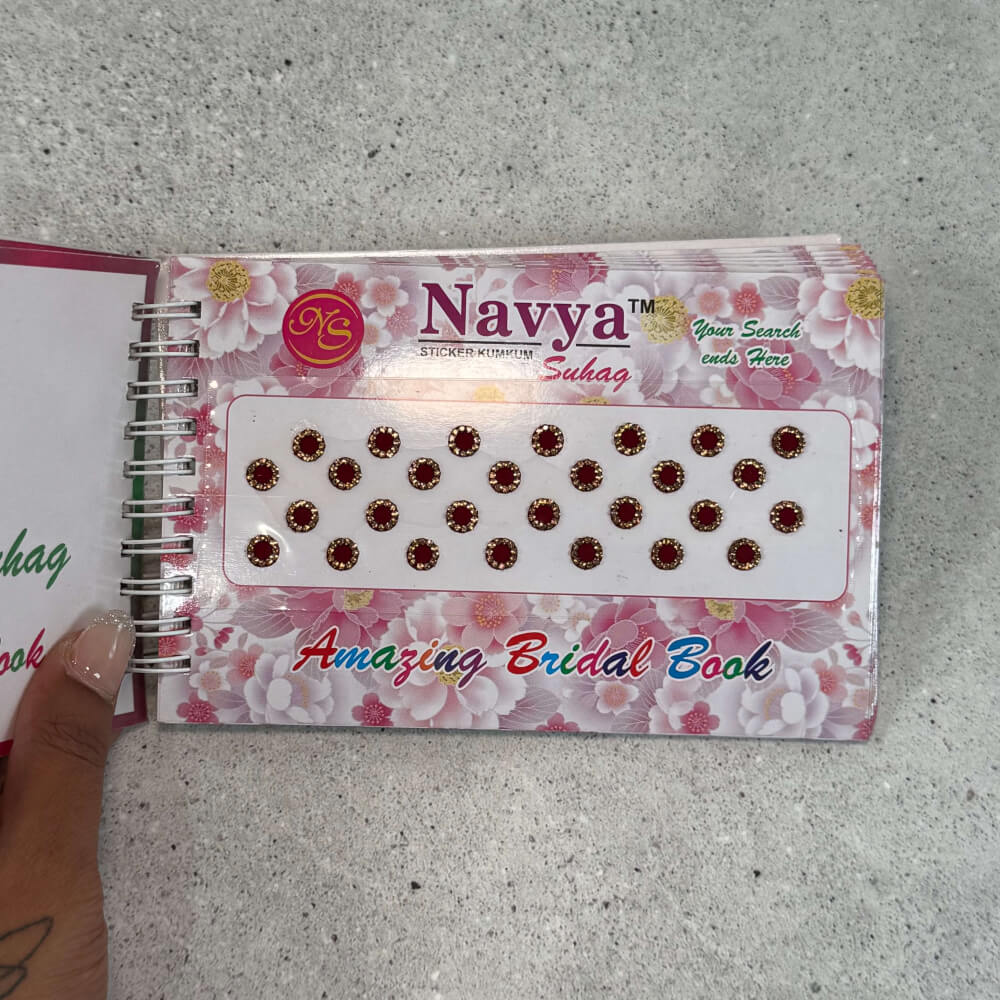 NS
Navya™
STICKER KUMKUM
Suhag
Your Search
ends Here
Amazing Bridal Book
hag
ook